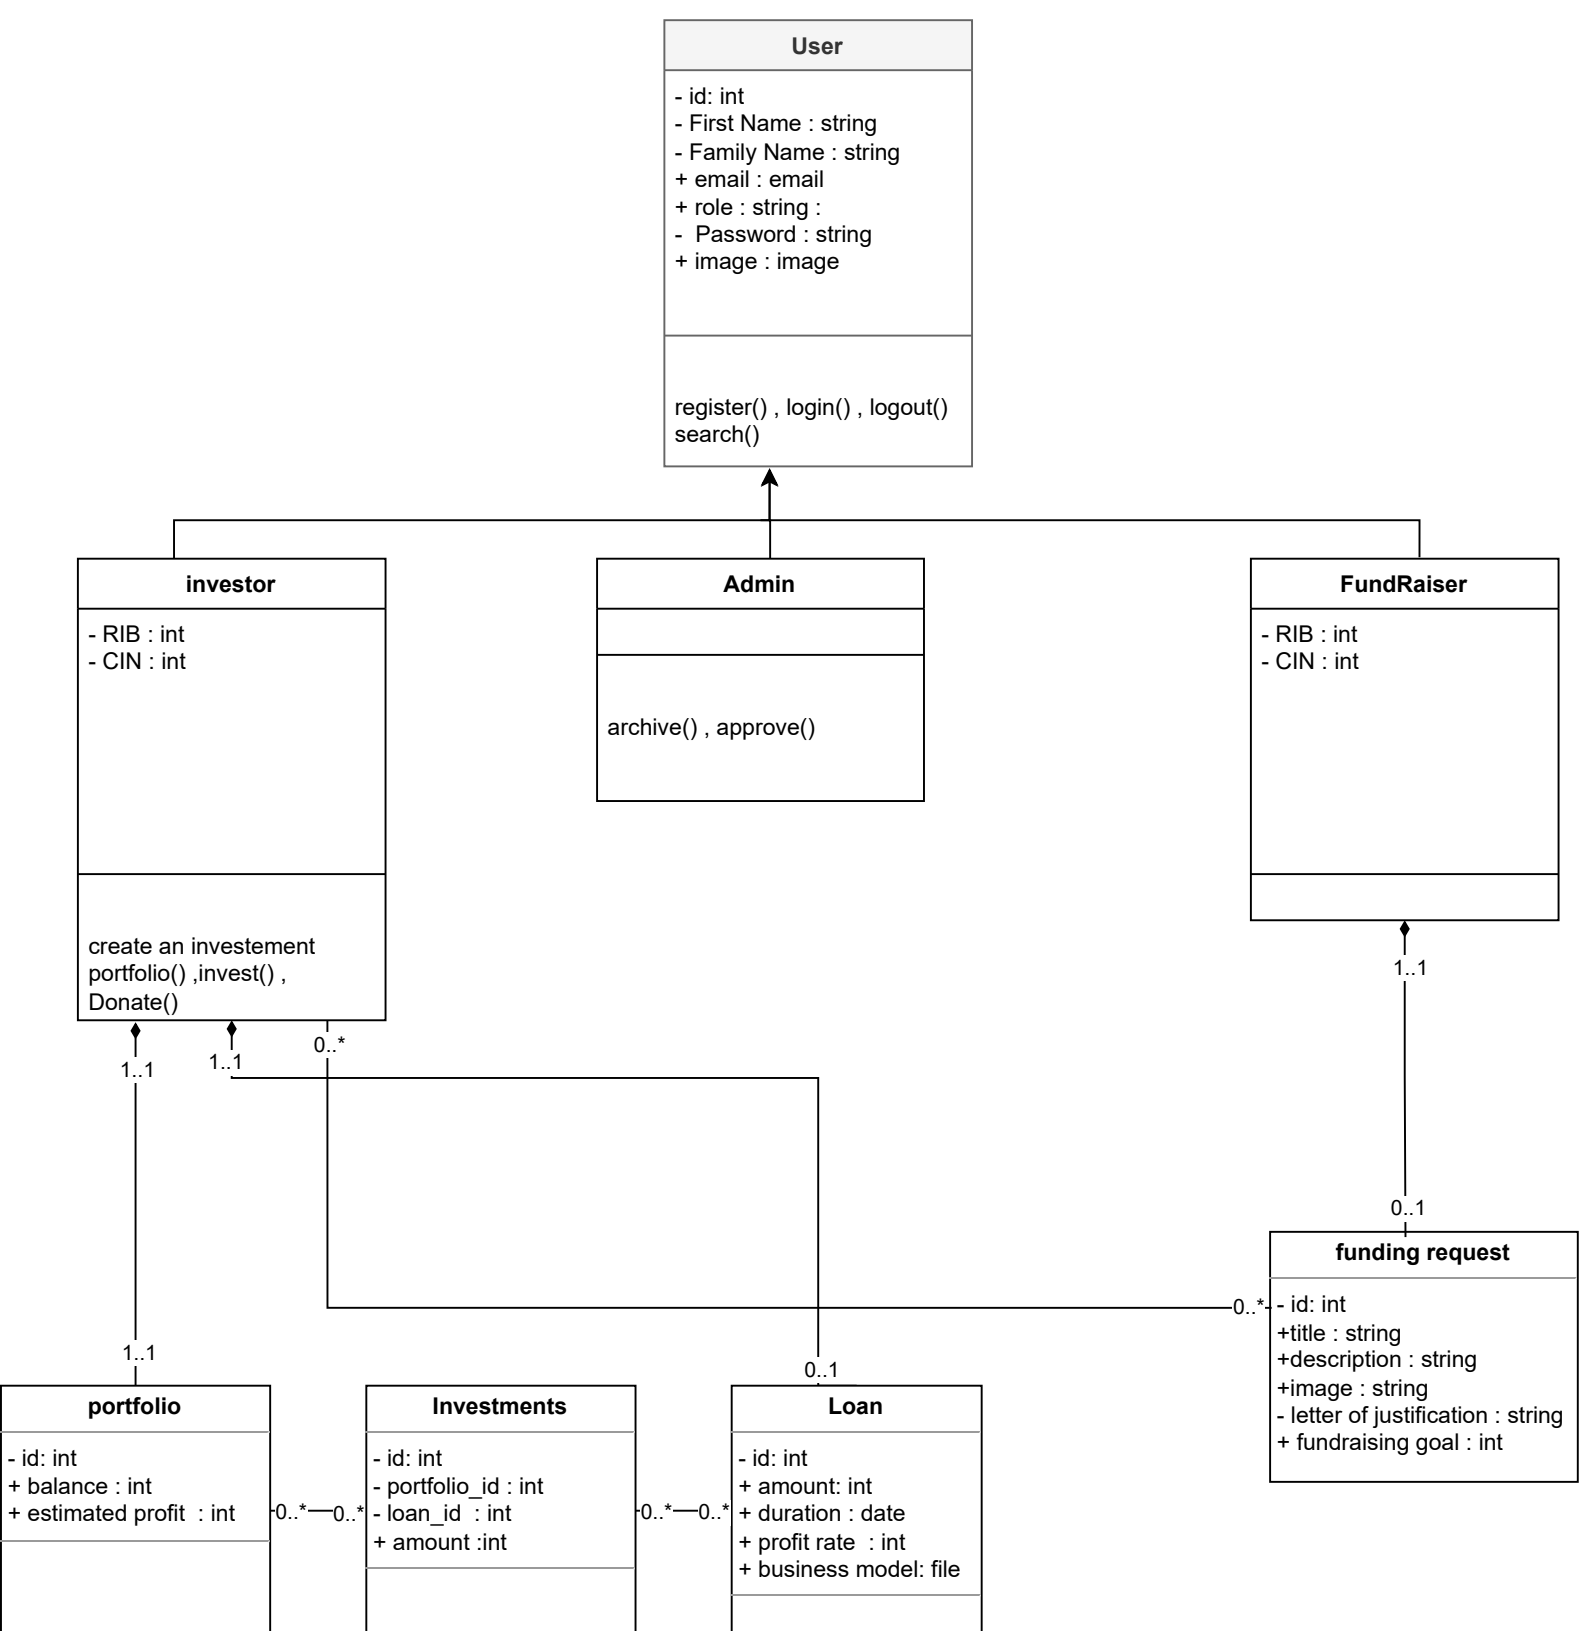 User
- id: int
- First Name : string
- Family Name : string
+ email : email
+ role : string :
-  Password : string
+ image : image
register() , login() , logout()
search()
investor
- RIB : int
- CIN : int
create an investement
portfolio() ,invest() ,
Donate()
Admin
archive() , approve()
FundRaiser
- RIB : int
- CIN : int
1..1
1..1
0..*
1..1
1..1
0..1
0..*
0..1
funding request
- id: int
+title : string
+description : string
+image : string
- letter of justification : string
+ fundraising goal : int
portfolio
- id: int
+ balance : int
+ estimated profit  : int
0..*
0..*
Investments
- id: int
- portfolio_id : int
- loan_id  : int
+ amount :int
0..*
0..*
Loan
- id: int
+ amount: int
+ duration : date
+ profit rate  : int
+ business model: file